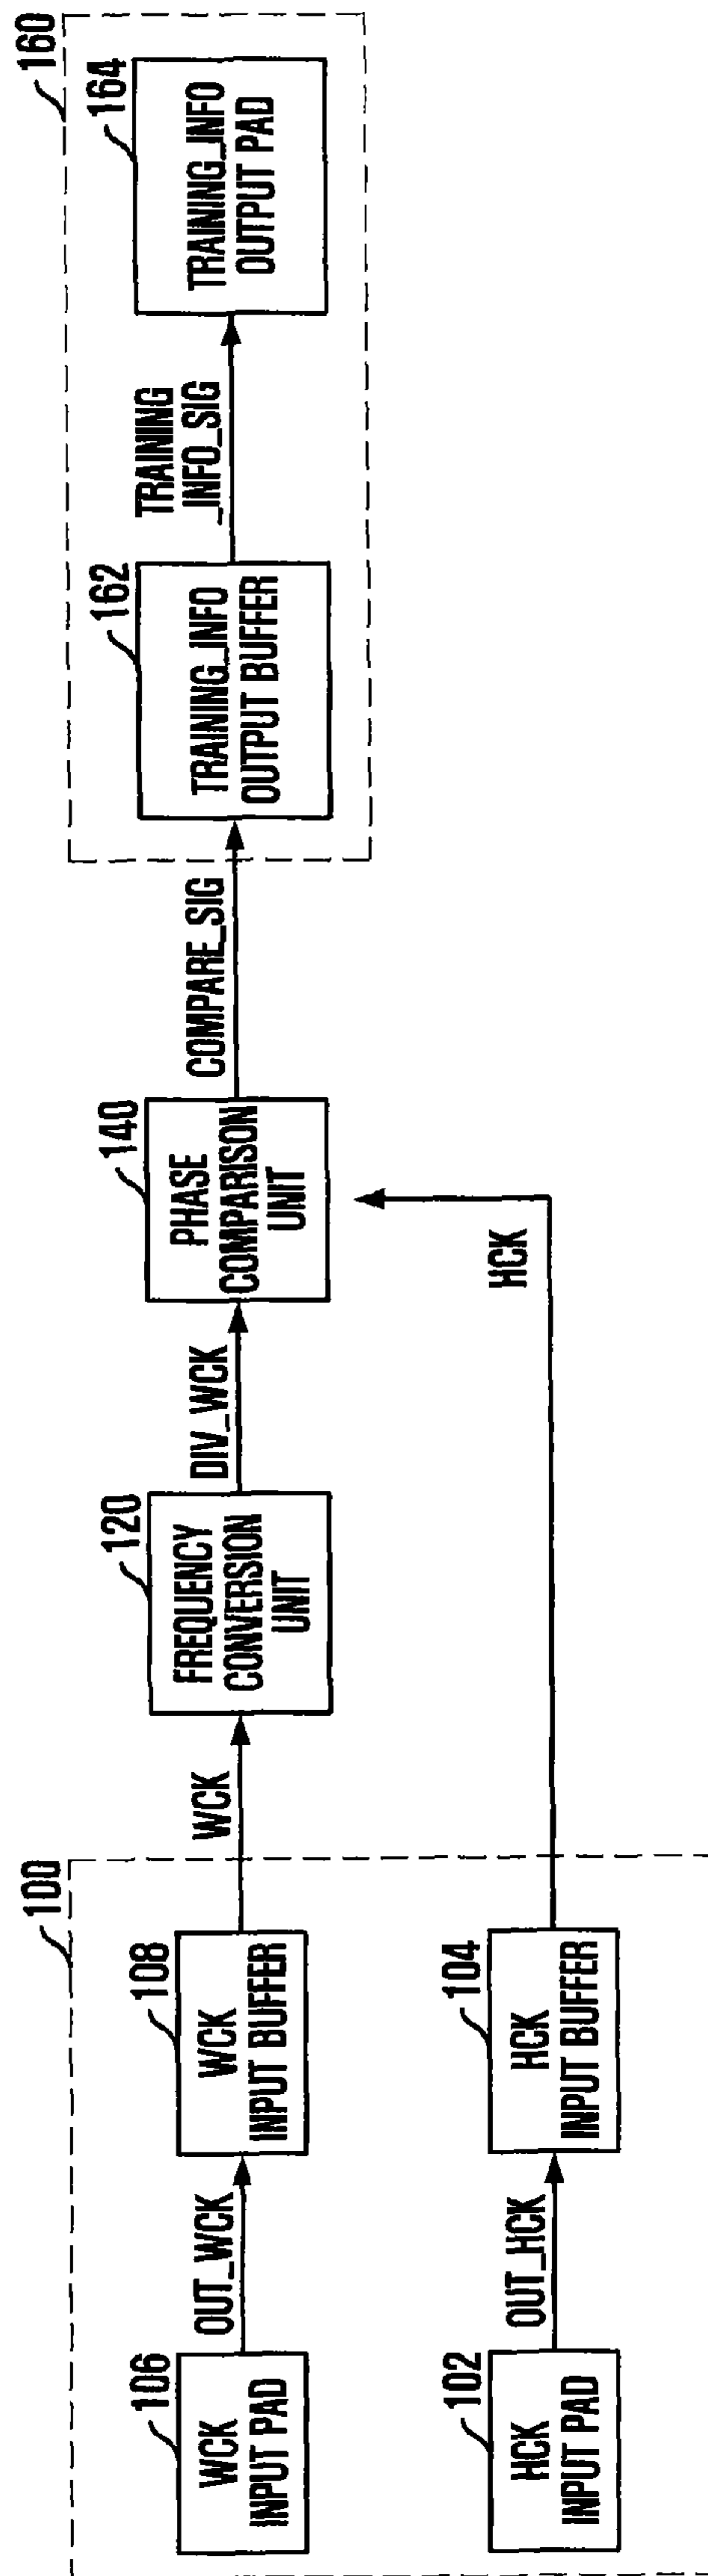 100
106
WCK
INPUT PAD
OUT_WCK
108
WCK
INPUT BUFFER
WCK
120
FREQUENCY
CONVERSION
UNIT
DIV_WCK
140
PHASE
COMPARISON
UNIT
COMPARE_SIG
160
162
TRAINING_INFO
OUTPUT BUFFER
TRAINING
_INFO_SIG
164
TRAINING_INFO
OUTPUT PAD
102
HCK
INPUT PAD
OUT_HCK
104
HCK
INPUT BUFFER
HCK